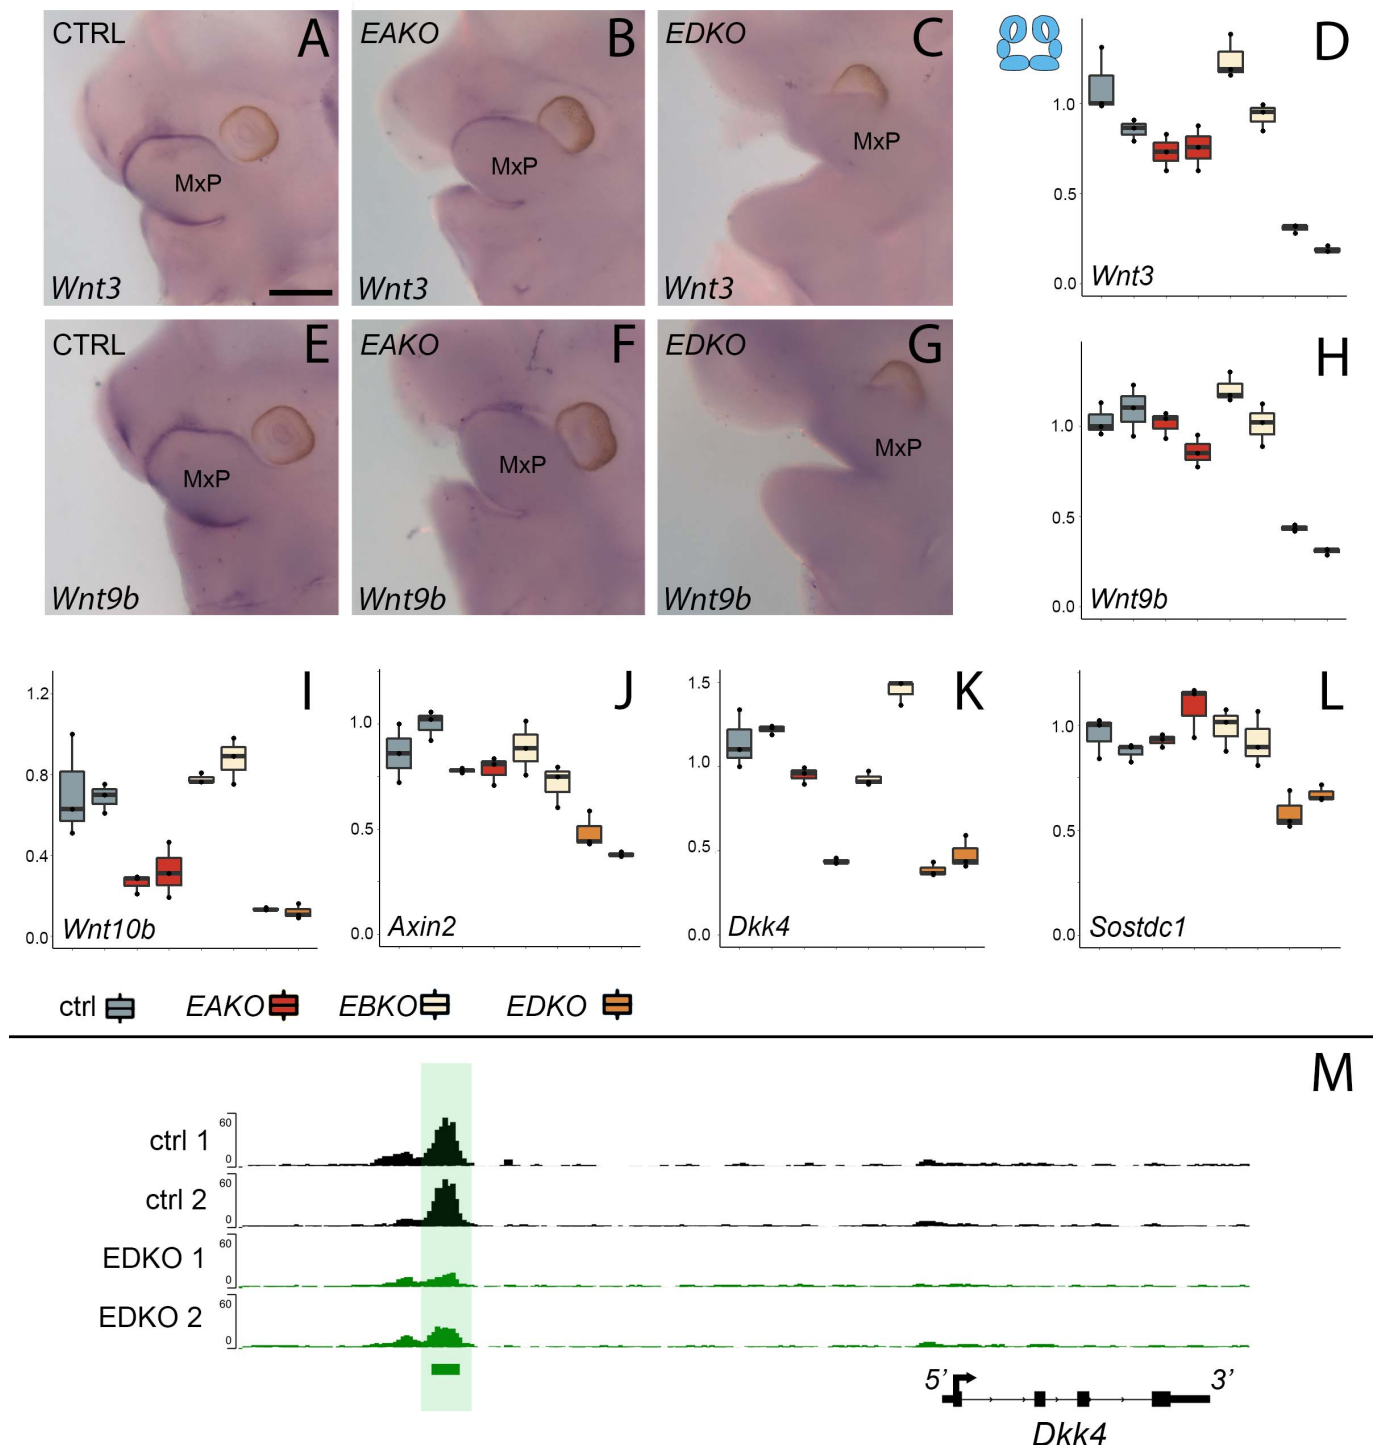 CTRL A
EAKO B
EDKO C
D
MxP
MxP
MxP
Wnt3
Wnt3
Wnt3
1.0
0.5
0.0
Wnt3
CTRL E
EAKO F
EDKO G
H
MxP
MxP
MxP
Wnt9b
Wnt9b
Wnt9b
1.0
0.5
0.0
Wnt9b
I
1.2
0.8
0.4
0.0
Wnt10b
J
1.0
0.5
0.0
Axin2
K
1.5
1.0
0.5
0.0
Dkk4
L
1.0
0.5
0.0
Sostdc1
ctrl EAKO EBKO EDKO
M
ctrl 1
60
0
ctrl 2
60
0
EDKO 1
60
0
EDKO 2
60
0
5’ 3’
Dkk4